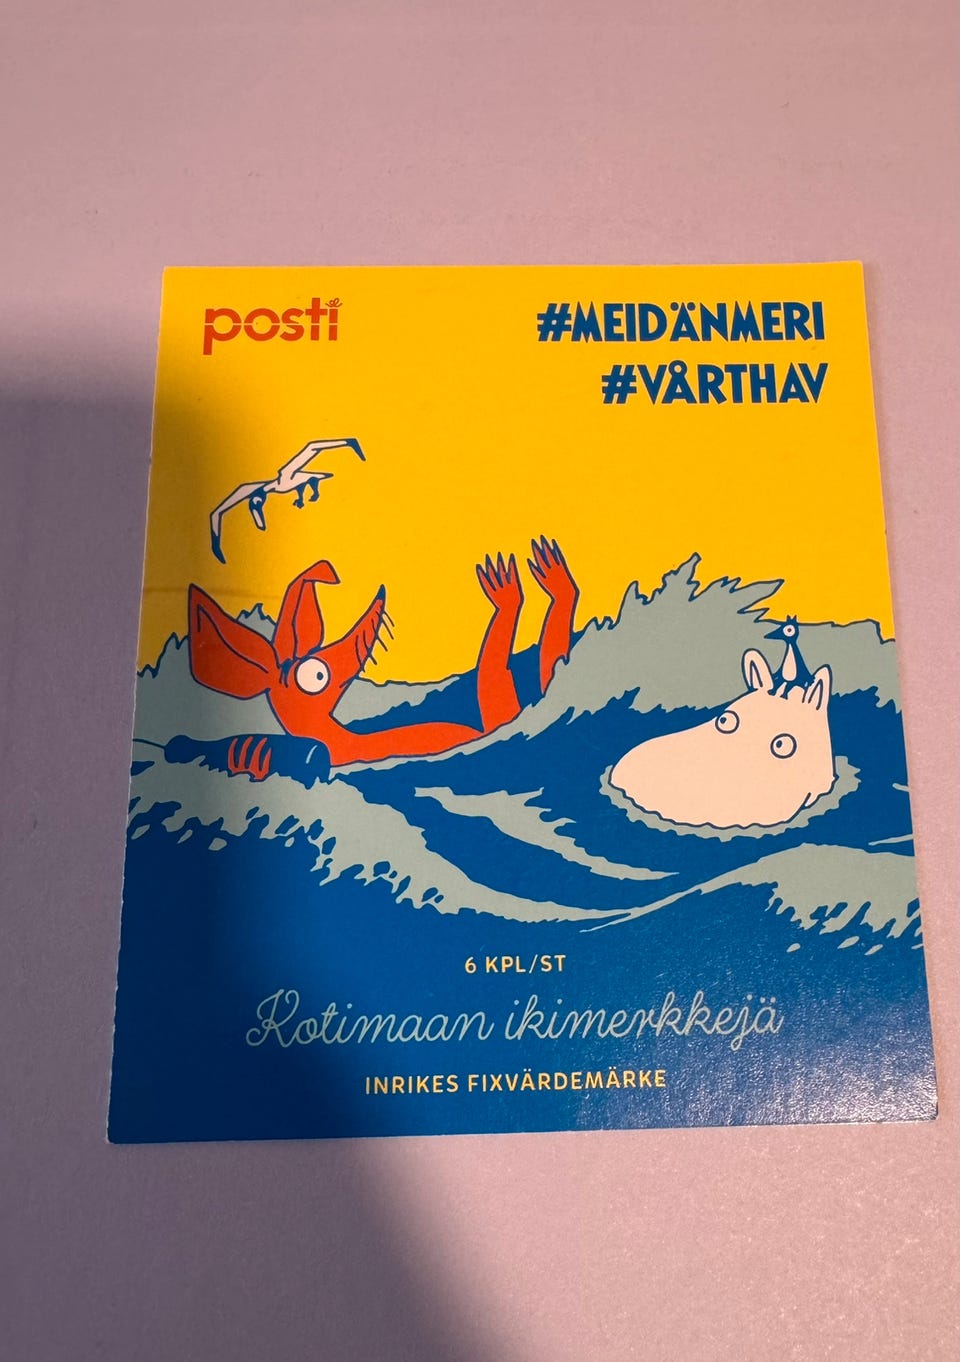 posti
#MEIDÄNMERI
#VÅRTHAV
6 KPL/ST
Kotimaan ikimerkkejä
INRIKES FIXVÄRDEMÄRKE